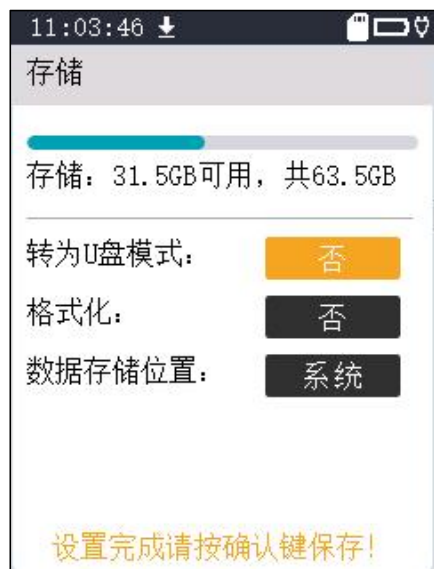 11:03:46
存储
存储：31.5GB可用，共63.5GB
转为U盘模式：
否
格式化：
否
数据存储位置：
系统
设置完成请按确认键保存！